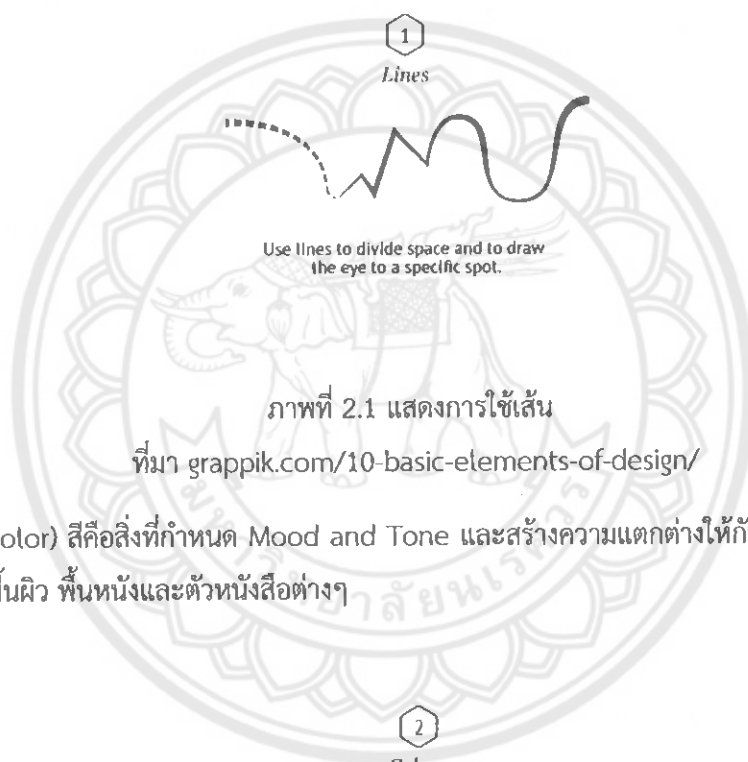 1
Lines
Use lines to divide space and to draw
the eye to a specific spot.
ภาพที่ 2.1 แสดงการใช้เส้น
ที่มา grappik.com/10-basic-elements-of-design/
olor) สีคือสิ่งที่กำหนด Mood and Tone และสร้างความแตกต่างให้กั
พื้นผิว พื้นหนังและตัวหนังสือต่างๆ
2